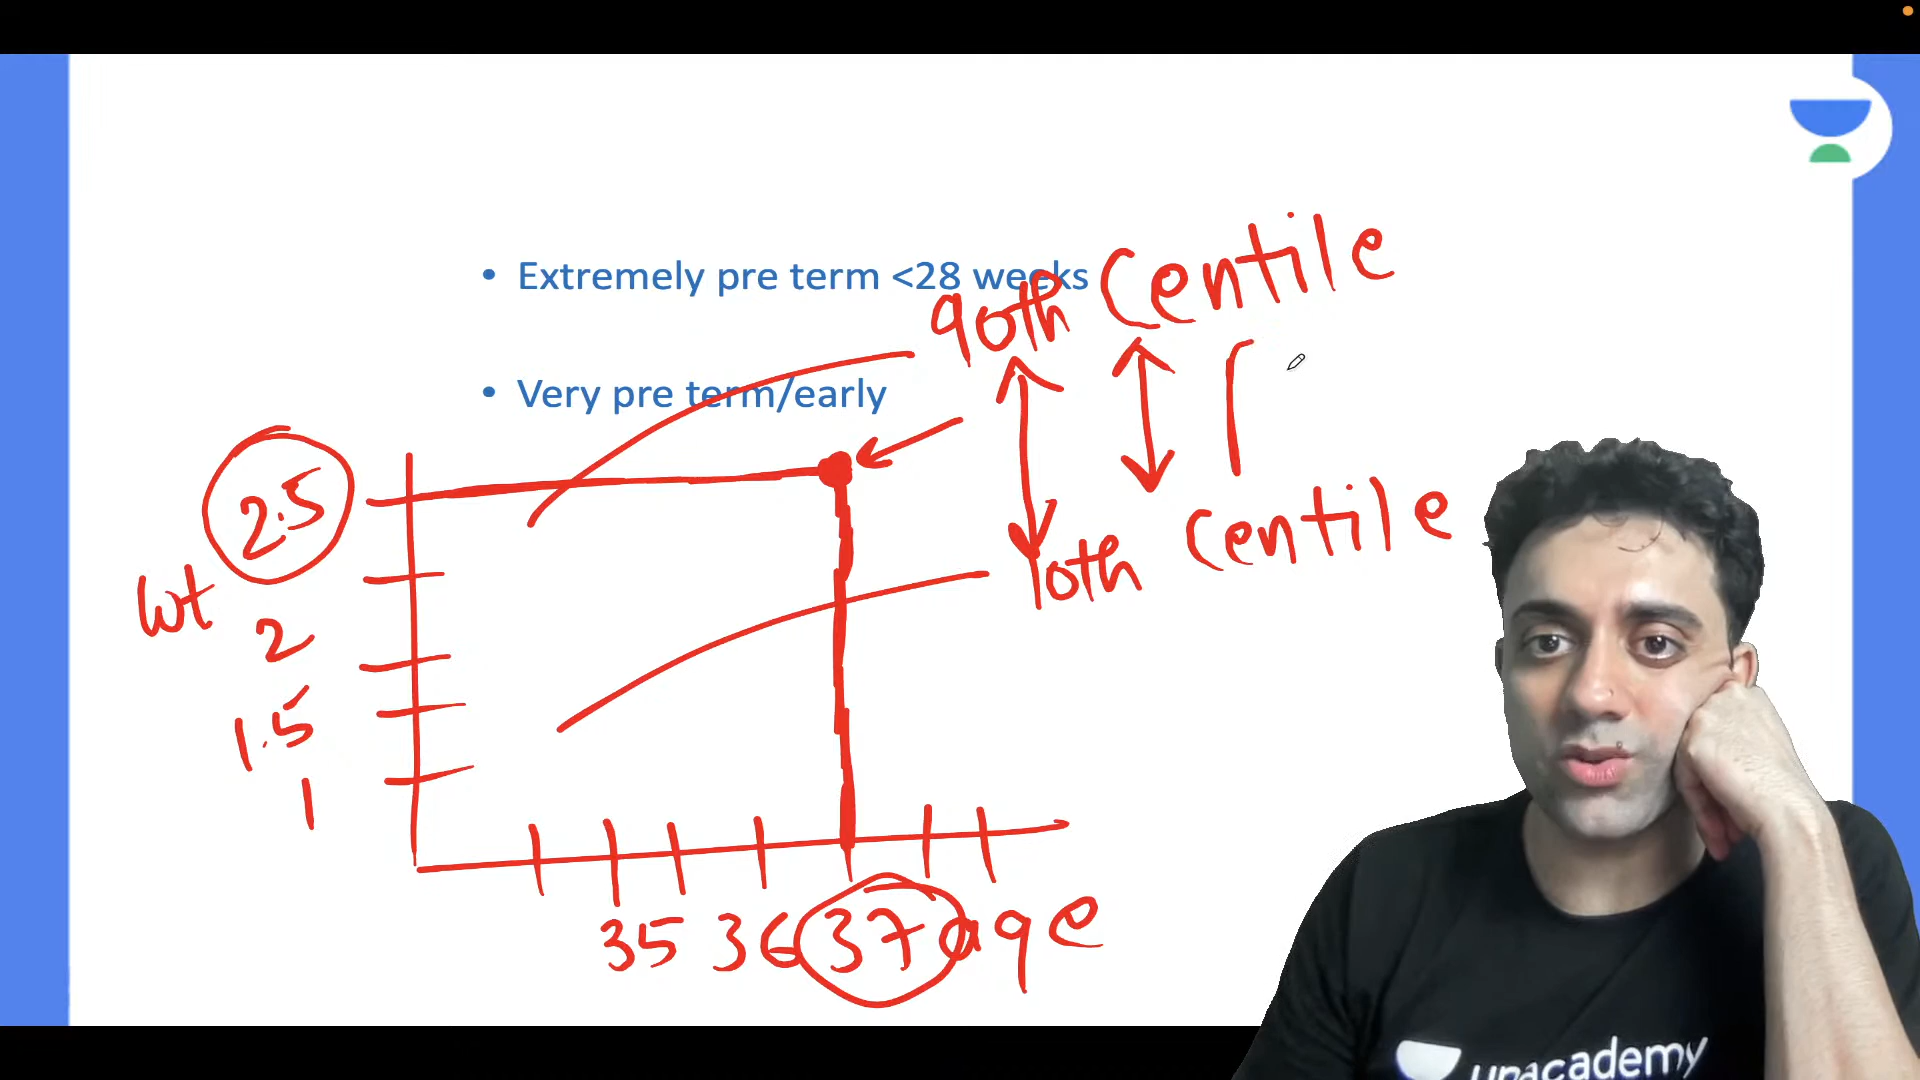 • Extremely pre term <28 weeks
90th Centile
• Very pre term/early
2.5
10th Centile
wt
2
1.5
1
35 36 37 age
unacademy